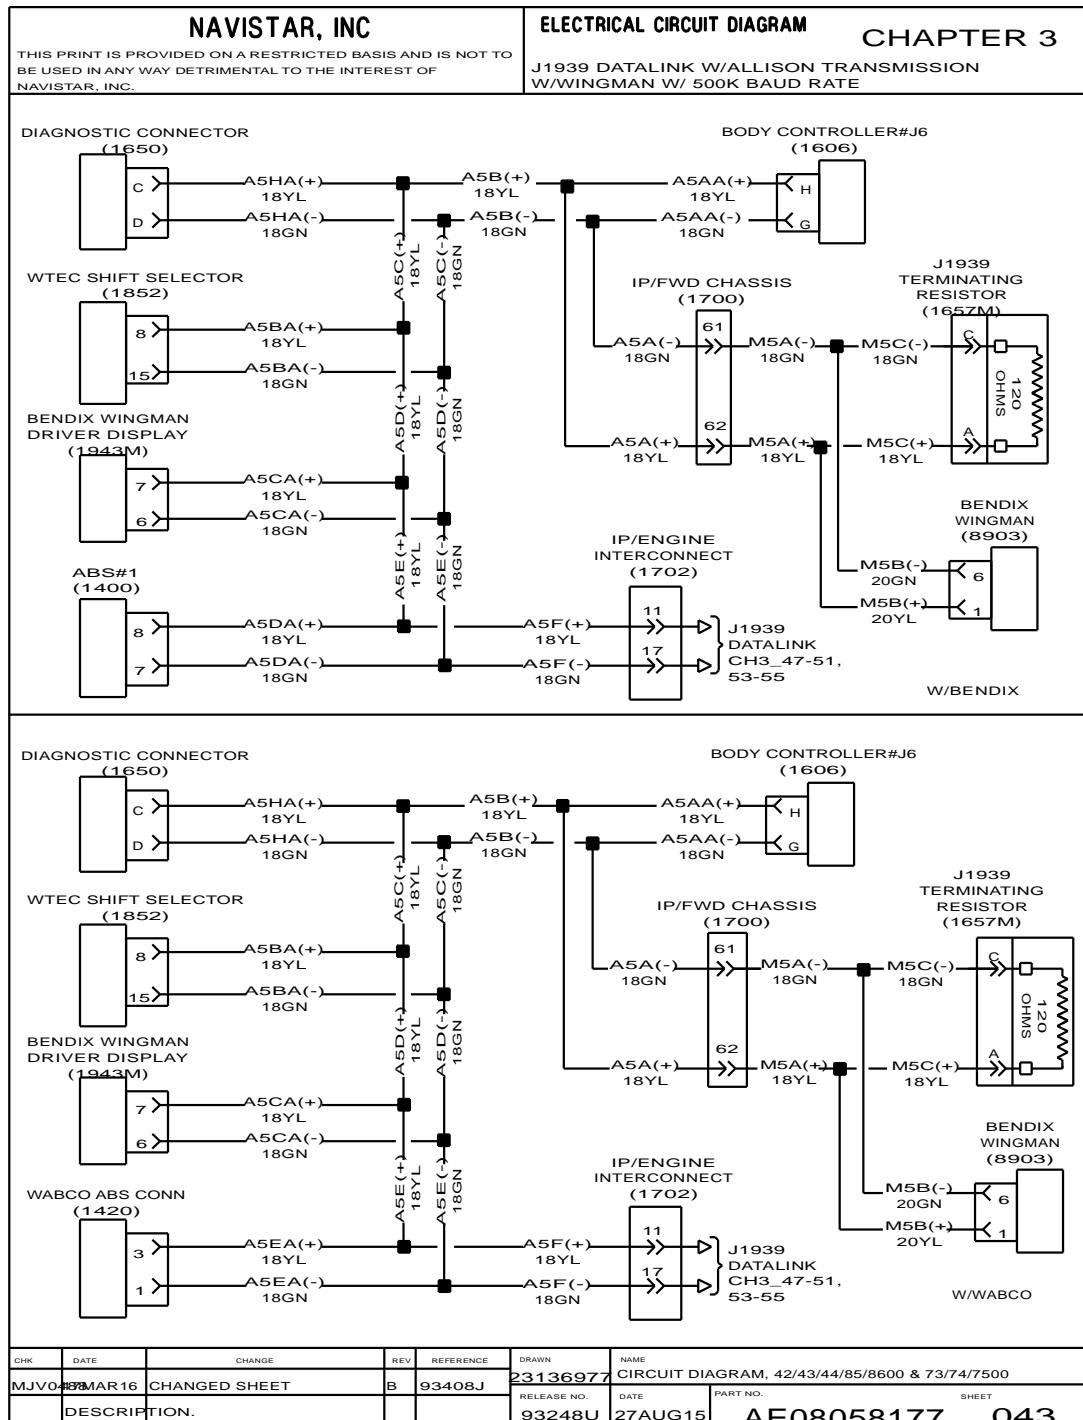 NAVISTAR, INC
THIS PRINT IS PROVIDED ON A RESTRICTED BASIS AND IS NOT TO
BE USED IN ANY WAY DETRIMENTAL TO THE INTEREST OF
NAVISTAR, INC.
ELECTRICAL CIRCUIT DIAGRAM
CHAPTER 3
J1939 DATALINK W/ALLISON TRANSMISSION
W/WINGMAN W/ 500K BAUD RATE
DIAGNOSTIC CONNECTOR
(1650)
C
A5HA(+)
18YL
D
A5HA(-)
18GN
A5B(+)
18YL
A5B(-)
18GN
BODY CONTROLLER#J6
(1606)
A5AA(+)
18YL
H
A5AA(-)
18GN
G
A5C(+)
18YL
A5C(-)
18GN
WTEC SHIFT SELECTOR
(1852)
8
A5BA(+)
18YL
15
A5BA(-)
18GN
IP/FWD CHASSIS
(1700)
61
A5A(-)
18GN
M5A(-)
18GN
62
A5A(+)
18YL
M5A(+)
18YL
J1939
TERMINATING
RESISTOR
(1657M)
M5C(-)
18GN
C
120
OHMS
M5C(+)
18YL
A
A5D(+)
18YL
A5D(-)
18GN
BENDIX WINGMAN
DRIVER DISPLAY
(1943M)
7
A5CA(+)
18YL
6
A5CA(-)
18GN
BENDIX
WINGMAN
(8903)
M5B(-)
20GN
6
M5B(+)
20YL
1
A5E(+)
18YL
A5E(-)
18GN
ABS#1
(1400)
8
A5DA(+)
18YL
7
A5DA(-)
18GN
IP/ENGINE
INTERCONNECT
(1702)
A5F(+)
18YL
11
A5F(-)
18GN
17
J1939
DATALINK
CH3_47-51,
53-55
W/BENDIX
DIAGNOSTIC CONNECTOR
(1650)
C
A5HA(+)
18YL
D
A5HA(-)
18GN
A5B(+)
18YL
A5B(-)
18GN
BODY CONTROLLER#J6
(1606)
A5AA(+)
18YL
H
A5AA(-)
18GN
G
A5C(+)
18YL
A5C(-)
18GN
WTEC SHIFT SELECTOR
(1852)
8
A5BA(+)
18YL
15
A5BA(-)
18GN
IP/FWD CHASSIS
(1700)
61
A5A(-)
18GN
M5A(-)
18GN
62
A5A(+)
18YL
M5A(+)
18YL
J1939
TERMINATING
RESISTOR
(1657M)
M5C(-)
18GN
C
120
OHMS
M5C(+)
18YL
A
A5D(+)
18YL
A5D(-)
18GN
BENDIX WINGMAN
DRIVER DISPLAY
(1943M)
7
A5CA(+)
18YL
6
A5CA(-)
18GN
BENDIX
WINGMAN
(8903)
M5B(-)
20GN
6
M5B(+)
20YL
1
A5E(+)
18YL
A5E(-)
18GN
WABCO ABS CONN
(1420)
3
A5EA(+)
18YL
1
A5EA(-)
18GN
IP/ENGINE
INTERCONNECT
(1702)
A5F(+)
18YL
11
A5F(-)
18GN
17
J1939
DATALINK
CH3_47-51,
53-55
W/WABCO
CHK DATE CHANGE REV REFERENCE
MAR16 CHANGED SHEET B 93408J
DESCRIPTION.
DRAWN
23136977
NAME
CIRCUIT DIAGRAM, 42/43/44/85/8600 & 73/74/7500
RELEASE NO.
93248U
DATE
27AUG15
PART NO.
AE08058177
SHEET
043